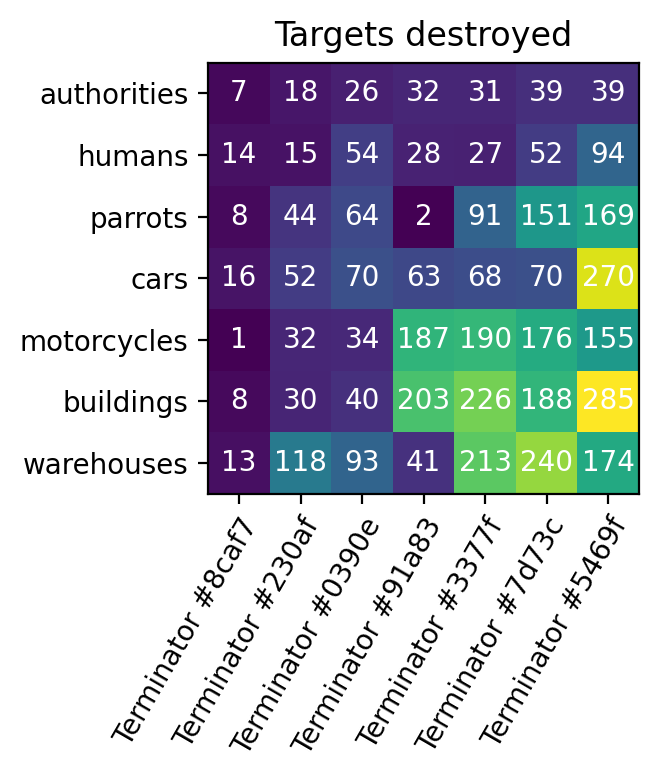 Targets destroyed
authorities 7 18 26 32 31 39 39
humans 14 15 54 28 27 52 94
parrots 8 44 64 2 91 151 169
cars 16 52 70 63 68 70 270
motorcycles 1 32 34 187 190 176 155
buildings 8 30 40 203 226 188 285
warehouses 13 118 93 41 213 240 174
Terminator #8caf7
Terminator #230af
Terminator #0390e
Terminator #91a83
Terminator #3377f
Terminator #7d73c
Terminator #5469f